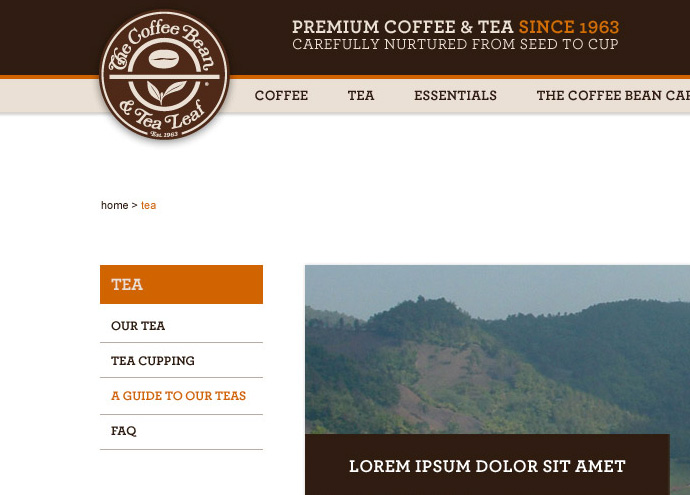 The Coffee Bean
& Tea Leaf
Est. 1963
PREMIUM COFFEE & TEA SINCE 1963
CAREFULLY NURTURED FROM SEED TO CUP
COFFEE TEA ESSENTIALS THE COFFEE BEAN CAF
home > tea
TEA
OUR TEA
TEA CUPPING
A GUIDE TO OUR TEAS
FAQ
LOREM IPSUM DOLOR SIT AMET